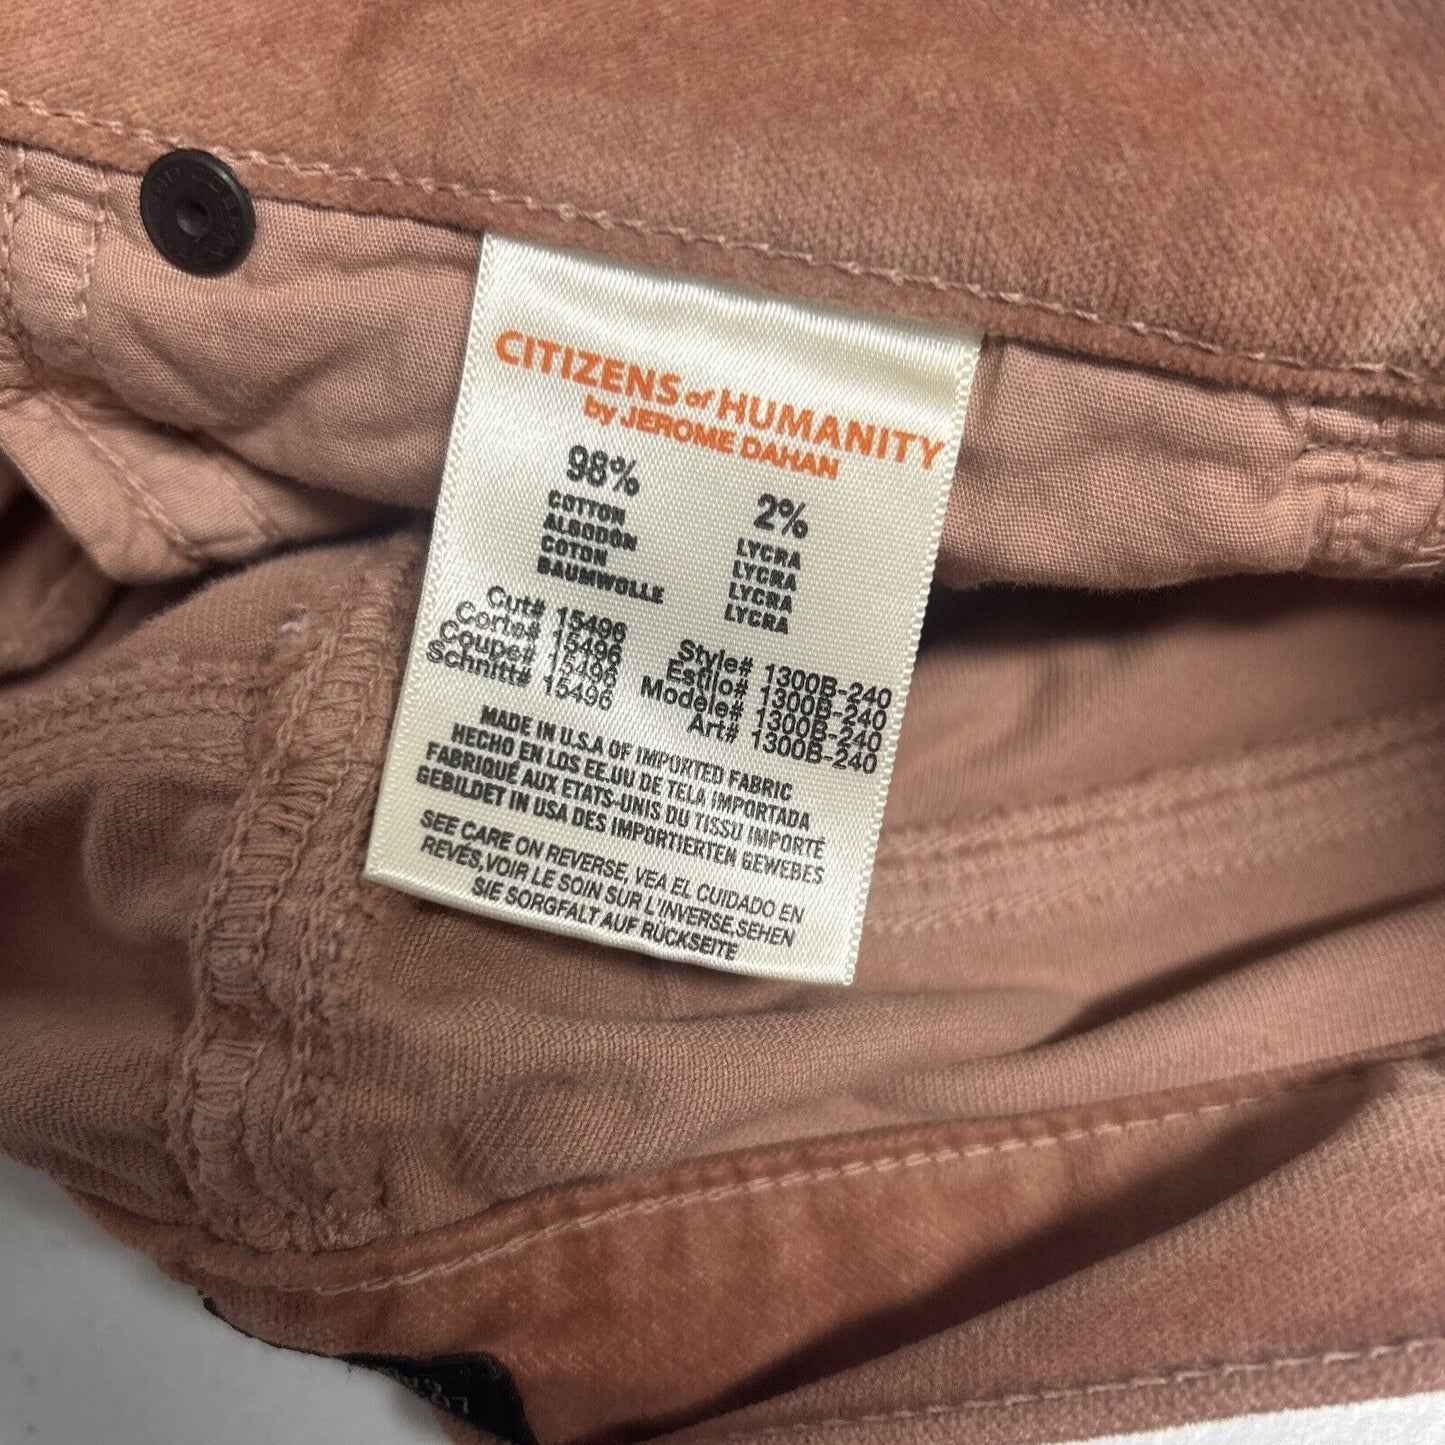 CITIZENS of HUMANITY
by JEROME DAHAN
98%
COTTON
ALGODON
COTON
BAUMWOLLE
2%
LYCRA
LYCRA
LYCRA
LYCRA
Cut# 15496
Corte# 15496
Coupe# 15496
Schnitt# 15496
Style# 1300B-240
Estilo# 1300B-240
Modèle# 1300B-240
Art# 1300B-240
MADE IN U.S.A OF IMPORTED FABRIC
HECHO EN LOS EE.UU DE TELA IMPORTADA
FABRIQUÉ AUX ETATS-UNIS DU TISSU IMPORTÉ
GEBILDET IN USA DES IMPORTIERTEN GEWEBES
SEE CARE ON REVERSE, VEA EL CUIDADO EN
REVÉS,VOIR LE SOIN SUR L'INVERSE,SEHEN
SIE SORGFALT AUF RÜCKSEITE